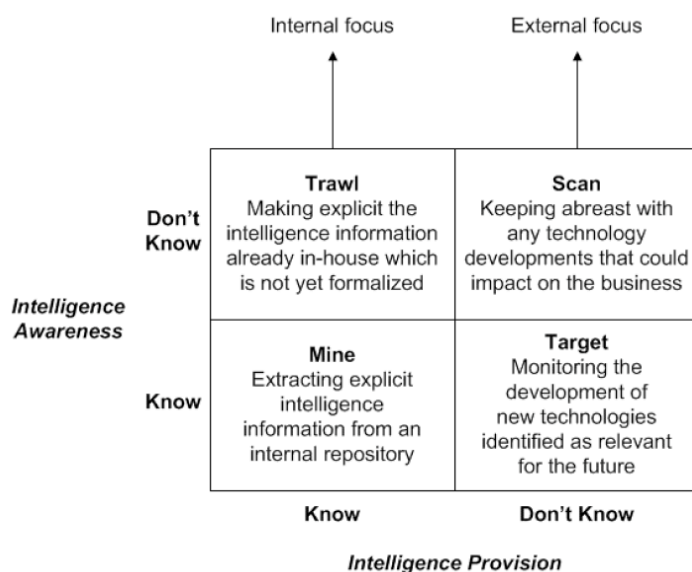 Internal focus
External focus
Trawl
Making explicit the
intelligence information
already in-house which
is not yet formalized
Scan
Keeping abreast with
any technology
developments that could
impact on the business
Don't
Know
Intelligence
Awareness
Mine
Extracting explicit
intelligence
information from an
internal repository
Target
Monitoring the
development of
new technologies
identified as relevant
for the future
Know
Know
Don't Know
Intelligence Provision